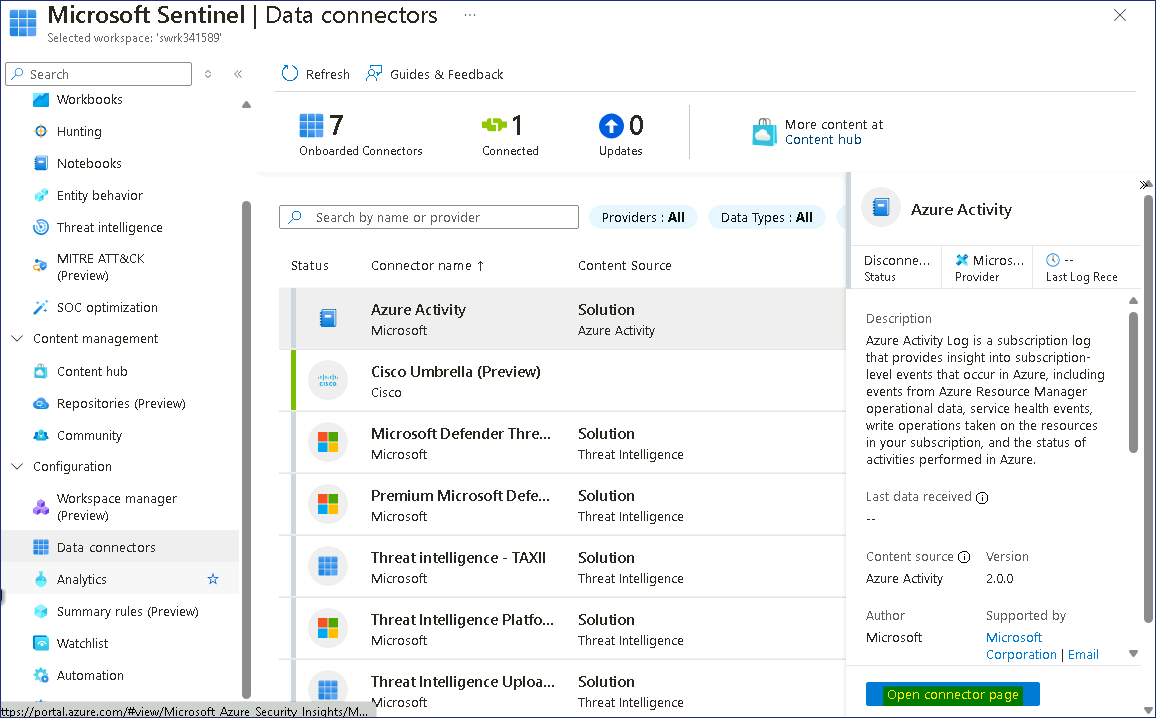 Microsoft Sentinel | Data connectors ...
Selected workspace: 'swrk341589'
Search
Refresh
Guides & Feedback
Workbooks
Hunting
Notebooks
Entity behavior
Threat intelligence
MITRE ATT&CK
(Preview)
SOC optimization
Content management
Content hub
Repositories (Preview)
Community
Configuration
Workspace manager
(Preview)
Data connectors
Analytics
Summary rules (Preview)
Watchlist
Automation
ttps://portal.azure.com/#view/Microsoft_Azure_Security_Insights/M...
7
Onboarded Connectors
1
Connected
0
Updates
More content at
Content hub
Search by name or provider
Providers : All
Data Types : All
Status
Connector name ↑
Content Source
Azure Activity
Microsoft
Solution
Azure Activity
cisco
Cisco Umbrella (Preview)
Cisco
Microsoft Defender Thre...
Microsoft
Solution
Threat Intelligence
Premium Microsoft Defe...
Microsoft
Solution
Threat Intelligence
Threat intelligence - TAXII
Microsoft
Solution
Threat Intelligence
Threat Intelligence Platfo...
Microsoft
Solution
Threat Intelligence
Threat Intelligence Uploa...
Microsoft
Solution
Threat Intelligence
Azure Activity
Disconne...
Status
Micros...
Provider
--
Last Log Rece
Description
Azure Activity Log is a subscription log
that provides insight into subscription-
level events that occur in Azure, including
events from Azure Resource Manager
operational data, service health events,
write operations taken on the resources
in your subscription, and the status of
activities performed in Azure.
Last data received
--
Content source
Azure Activity
Version
2.0.0
Author
Microsoft
Supported by
Microsoft
Corporation | Email
Open connector page